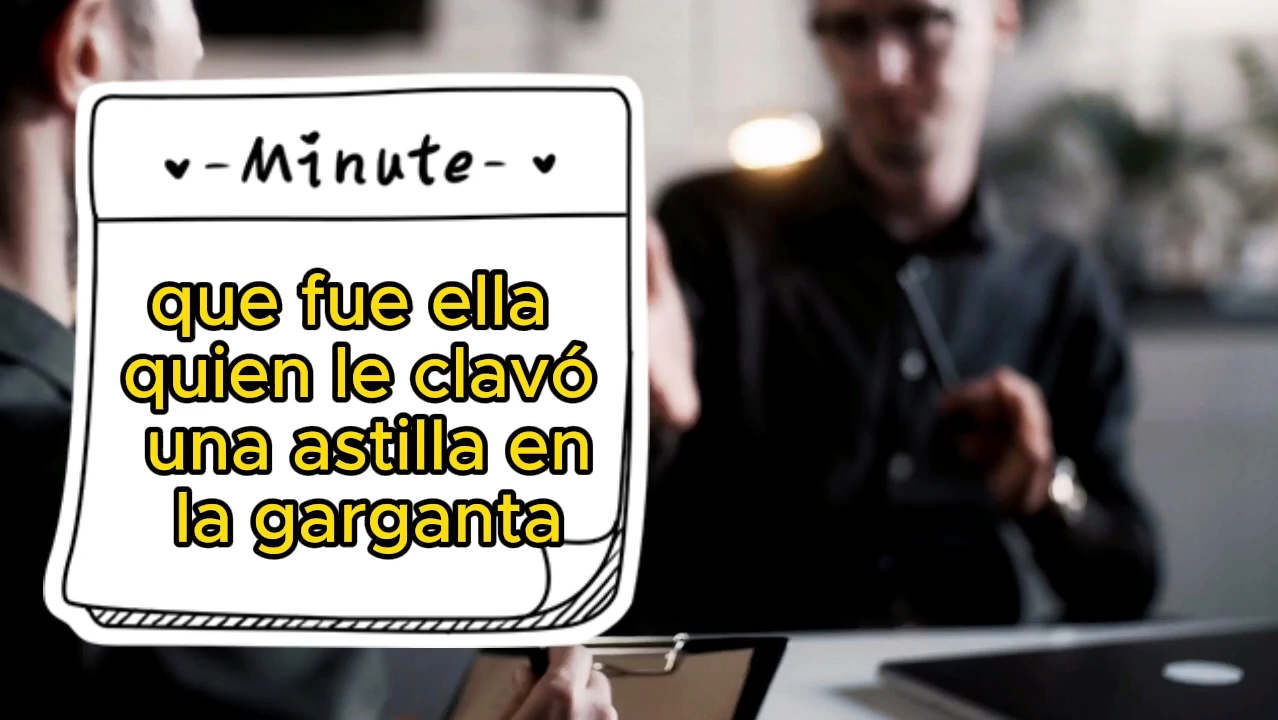 -Minute-
que fue ella
quien le clavó
una astilla en
la garganta